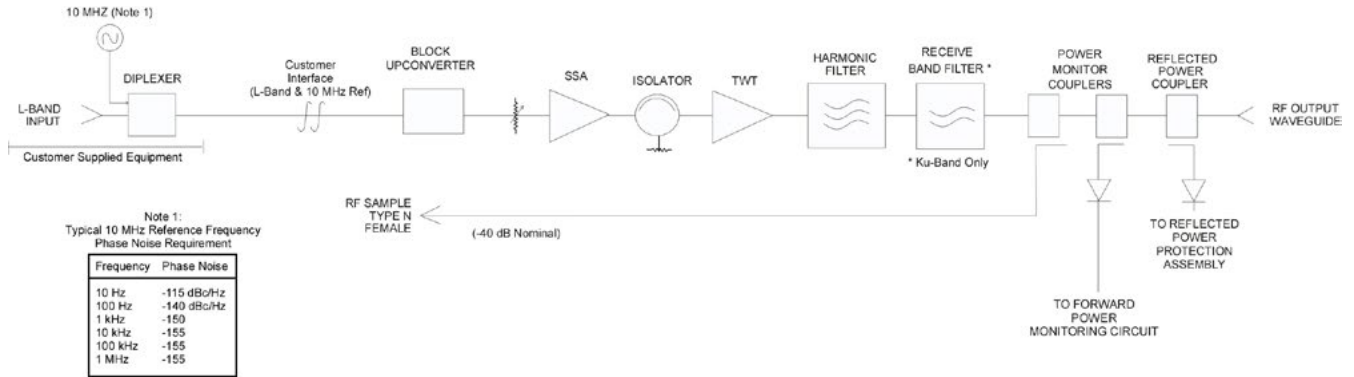 10 MHZ (Note 1)
DIPLEXER
L-BAND
INPUT
Customer Supplied Equipment
Customer
Interface
(L-Band & 10 MHz Ref)
BLOCK
UPCONVERTER
SSA
ISOLATOR
TWT
HARMONIC
FILTER
RECEIVE
BAND FILTER *
* Ku-Band Only
POWER
MONITOR
COUPLERS
REFLECTED
POWER
COUPLER
RF OUTPUT
WAVEGUIDE
RF SAMPLE
TYPE N
FEMALE
(-40 dB Nominal)
TO REFLECTED
POWER
PROTECTION
ASSEMBLY
TO FORWARD
POWER
MONITORING CIRCUIT
Note 1:
Typical 10 MHz Reference Frequency
Phase Noise Requirement
Frequency Phase Noise
10 Hz -115 dBc/Hz
100 Hz -140 dBc/Hz
1 kHz -150
10 kHz -155
100 kHz -155
1 MHz -155